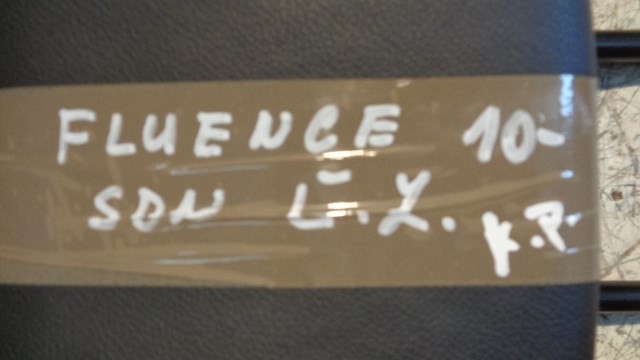 FLUENCE 10-
SDN L.Y.
K.P.